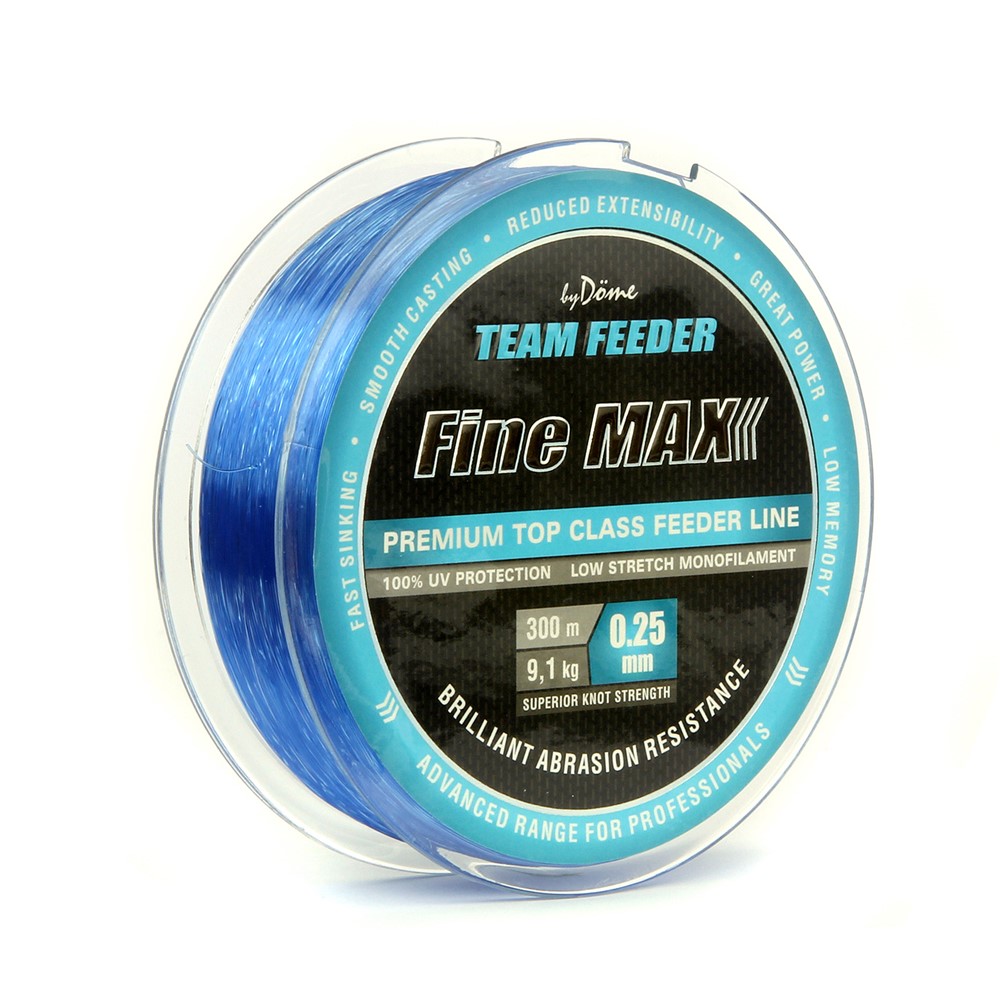 FAST SINKING • SMOOTH CASTING • REDUCED EXTENSIBILITY • GREAT POWER • LOW MEMORY
by Döme
TEAM FEEDER
Fine MAX
PREMIUM TOP CLASS FEEDER LINE
100% UV PROTECTION LOW STRETCH MONOFILAMENT
300 m
0.25
mm
9,1 kg
SUPERIOR KNOT STRENGTH
BRILLIANT ABRASION RESISTANCE
ADVANCED RANGE FOR PROFESSIONALS